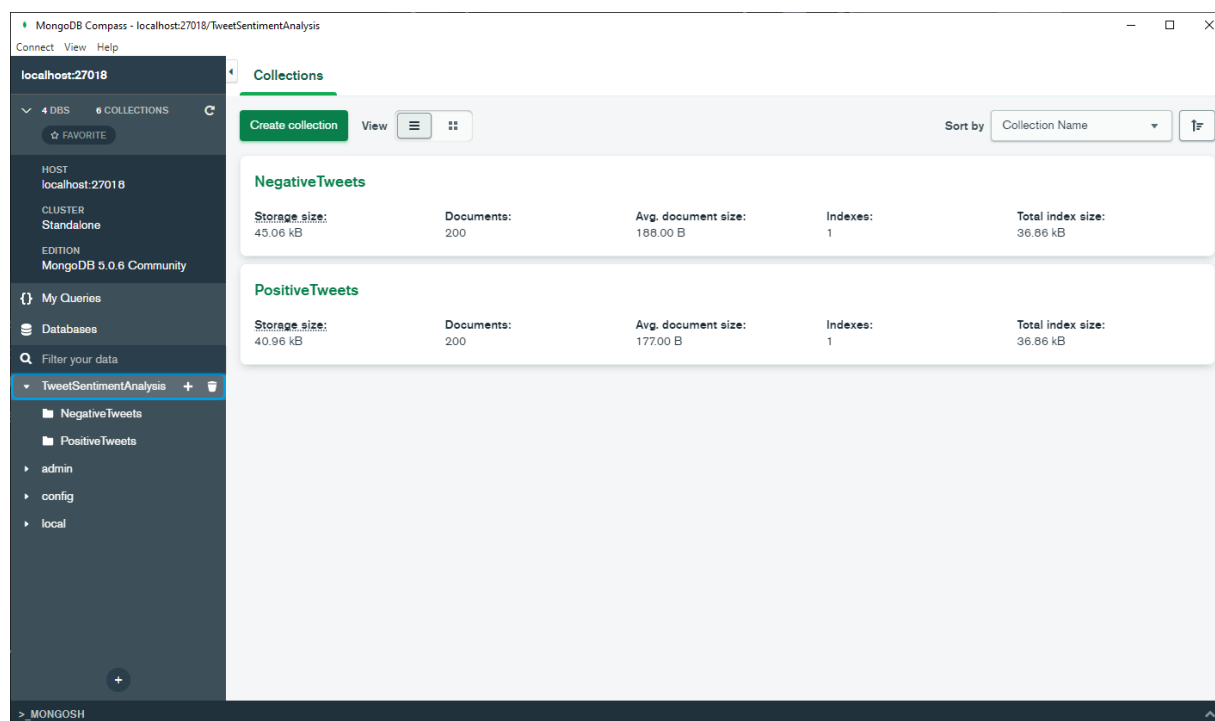 MongoDB Compass - localhost:27018/TweetSentimentAnalysis
Connect View Help
localhost:27018
4 DBS 6 COLLECTIONS
FAVORITE
HOST
localhost:27018
CLUSTER
Standalone
EDITION
MongoDB 5.0.6 Community
{} My Queries
Databases
Filter your data
TweetSentimentAnalysis
NegativeTweets
PositiveTweets
admin
config
local
>_MONGOSH
Collections
Create collection View Sort by Collection Name
NegativeTweets
Storage size: Documents: Avg. document size: Indexes: Total index size:
45.06 kB 200 188.00 B 1 36.86 kB
PositiveTweets
Storage size: Documents: Avg. document size: Indexes: Total index size:
40.96 kB 200 177.00 B 1 36.86 kB